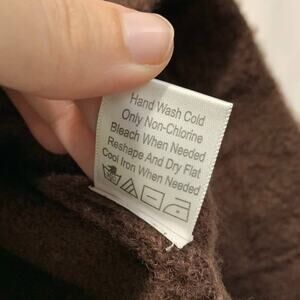 Hand Wash Cold
Only Non-Chlorine
Bleach When Needed
Reshape And Dry Flat
Cool Iron When Needed